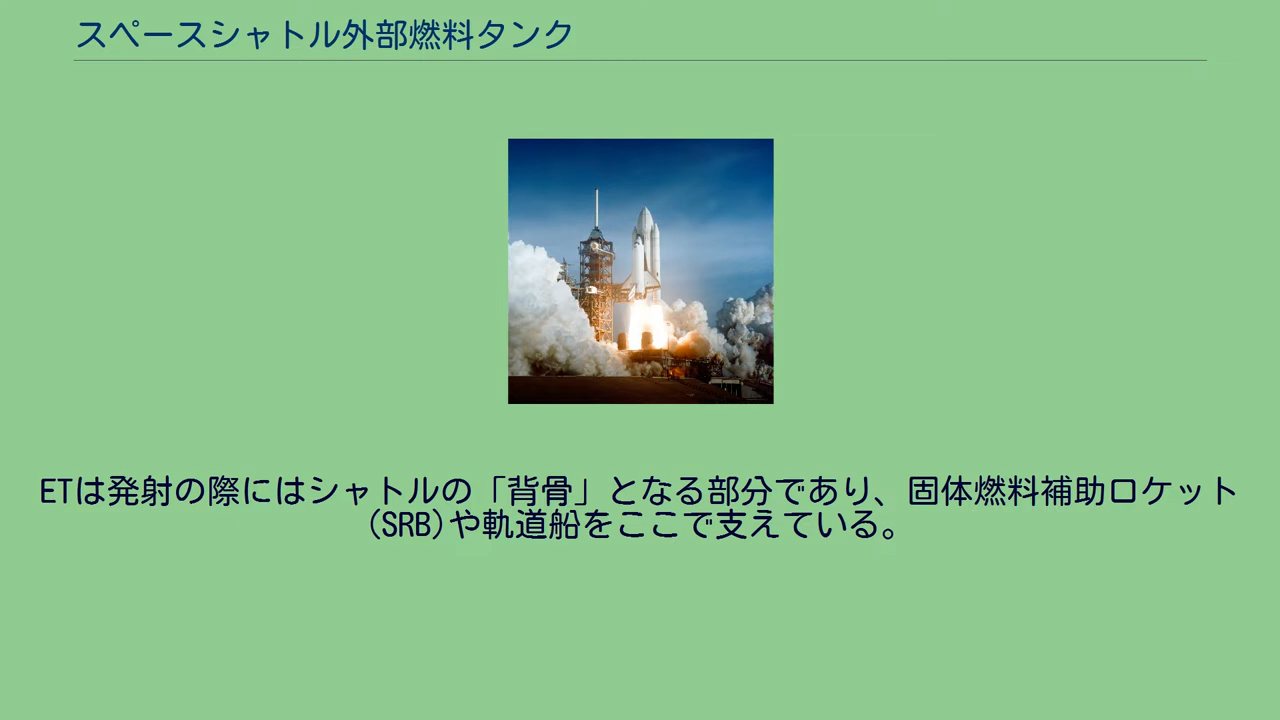 スペースシャトル外部燃料タンク
ETは発射の際にはシャトルの「背骨」となる部分であり、固体燃料補助ロケット
(SRB)や軌道船をここで支えている。